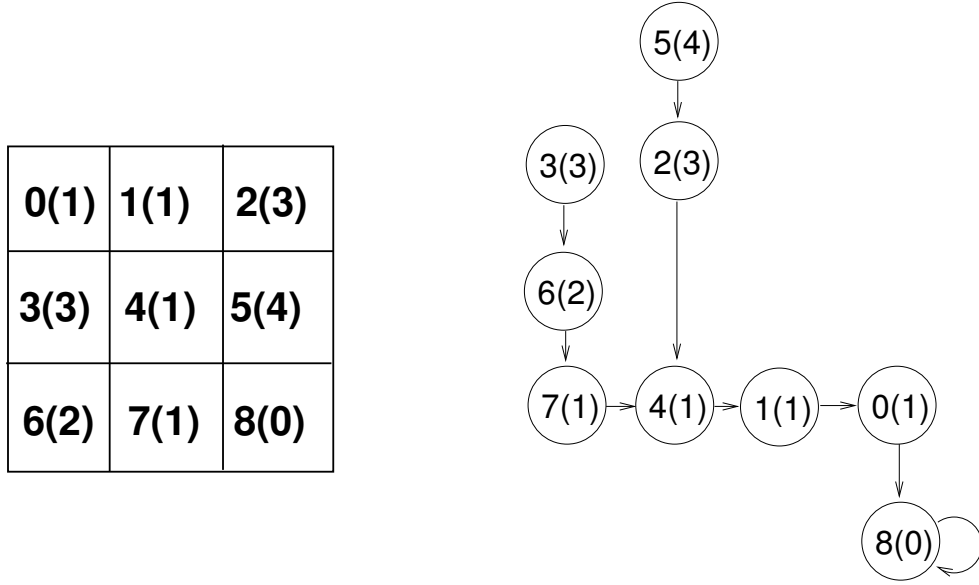 0(1) 1(1) 2(3)
3(3) 4(1) 5(4)
6(2) 7(1) 8(0)
5(4)
3(3) 2(3)
6(2)
7(1) 4(1) 1(1) 0(1)
8(0)